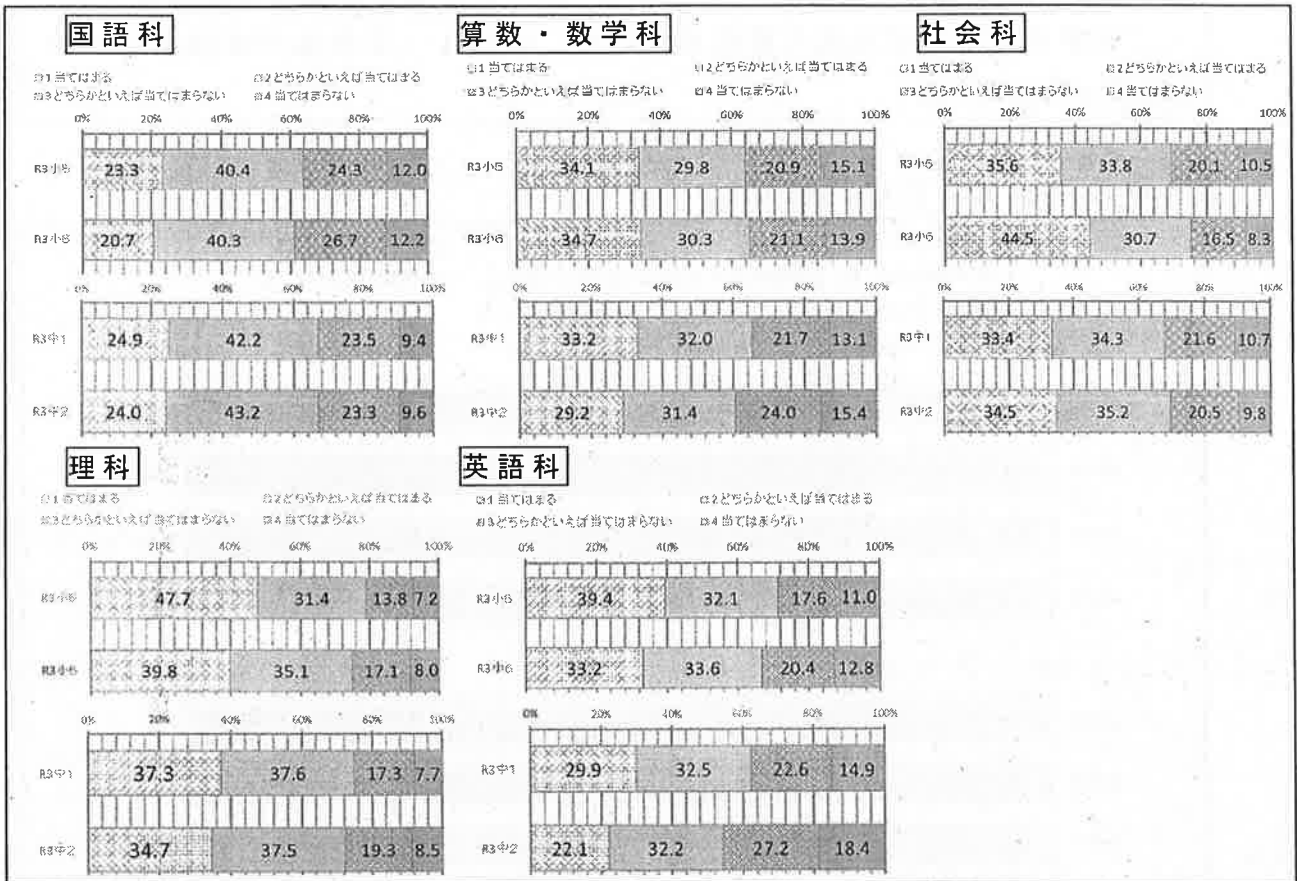 国語科
1当てはまる 2どちらかといえば当てはまる
3どちらかといえば当てはまらない 4当てはまらない
0% 20% 40% 60% 80% 100%
R3小5 23.3 40.4 24.3 12.0
R3小6 20.7 40.3 26.7 12.2
0% 20% 40% 60% 80% 100%
R3中1 24.9 42.2 23.5 9.4
R3中2 24.0 43.2 23.3 9.6
算数・数学科
1当てはまる 2どちらかといえば当てはまる
3どちらかといえば当てはまらない 4当てはまらない
0% 20% 40% 60% 80% 100%
R3小5 34.1 29.8 20.9 15.1
R3小6 34.7 30.3 21.1 13.9
0% 20% 40% 60% 80% 100%
R3中1 33.2 32.0 21.7 13.1
R3中2 29.2 31.4 24.0 15.4
社会科
1当てはまる 2どちらかといえば当てはまる
3どちらかといえば当てはまらない 4当てはまらない
0% 20% 40% 60% 80% 100%
R3小5 35.6 33.8 20.1 10.5
R3小6 44.5 30.7 16.5 8.3
0% 20% 40% 60% 80% 100%
R3中1 33.4 34.3 21.6 10.7
R3中2 34.5 35.2 20.5 9.8
理科
1当てはまる 2どちらかといえば当てはまる
3どちらかといえば当てはまらない 4当てはまらない
0% 20% 40% 60% 80% 100%
R3小5 47.7 31.4 13.8 7.2
R3小6 39.8 35.1 17.1 8.0
0% 20% 40% 60% 80% 100%
R3中1 37.3 37.6 17.3 7.7
R3中2 34.7 37.5 19.3 8.5
英語科
1当てはまる 2どちらかといえば当てはまる
3どちらかといえば当てはまらない 4当てはまらない
0% 20% 40% 60% 80% 100%
R3小5 39.4 32.1 17.6 11.0
R3小6 33.2 33.6 20.4 12.8
0% 20% 40% 60% 80% 100%
R3中1 29.9 32.5 22.6 14.9
R3中2 22.1 32.2 27.2 18.4